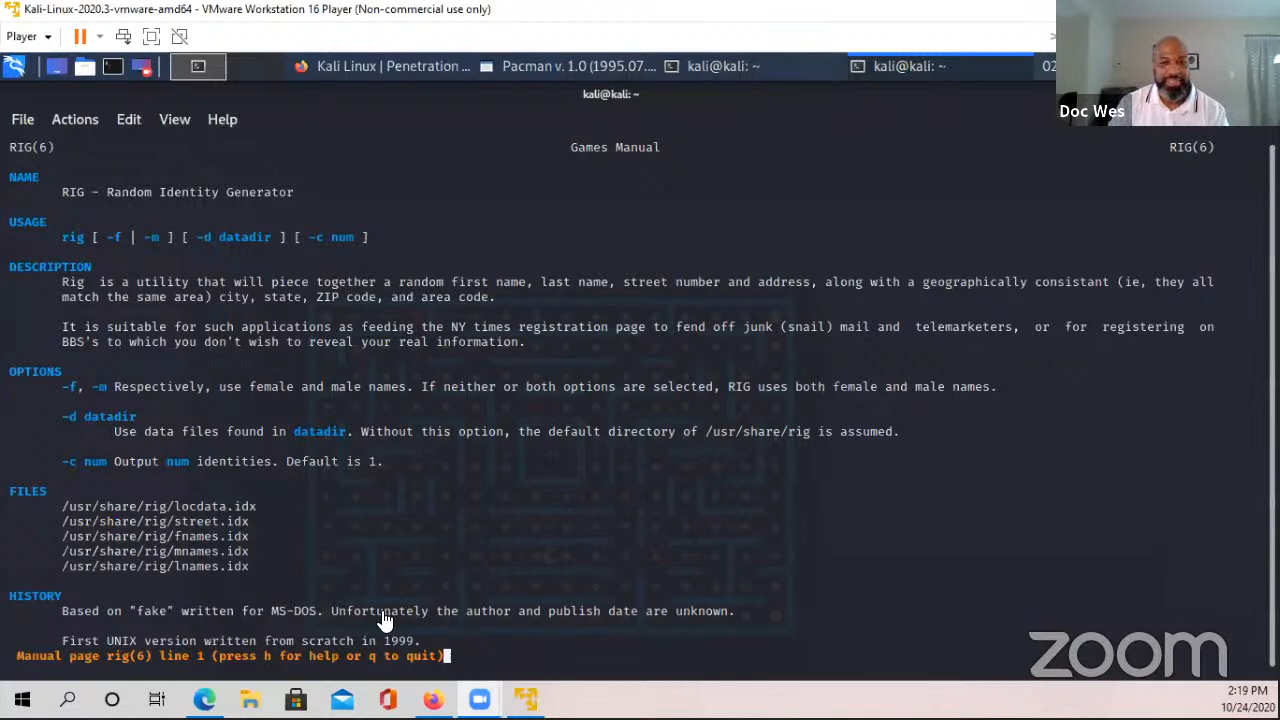 Kali-Linux-2020.3-vmware-amd64 - VMware Workstation 16 Player (Non-commercial use only)
Player
Kali Linux | Penetration ...
Pacman v. 1.0 (1995.07....
kali@kali: ~
kali@kali: ~
02
kali@kali: ~
Doc Wes
File Actions Edit View Help
RIG(6) Games Manual RIG(6)
NAME
RIG - Random Identity Generator
USAGE
rig [ -f | -m ] [ -d datadir ] [ -c num ]
DESCRIPTION
Rig is a utility that will piece together a random first name, last name, street number and address, along with a geographically consistant (ie, they all
match the same area) city, state, ZIP code, and area code.
It is suitable for such applications as feeding the NY times registration page to fend off junk (snail) mail and telemarketers, or for registering on
BBS's to which you don't wish to reveal your real information.
OPTIONS
-f, -m Respectively, use female and male names. If neither or both options are selected, RIG uses both female and male names.
-d datadir
Use data files found in datadir. Without this option, the default directory of /usr/share/rig is assumed.
-c num Output num identities. Default is 1.
FILES
/usr/share/rig/locdata.idx
/usr/share/rig/street.idx
/usr/share/rig/fnames.idx
/usr/share/rig/mnames.idx
/usr/share/rig/lnames.idx
HISTORY
Based on "fake" written for MS-DOS. Unfortunately the author and publish date are unknown.
First UNIX version written from scratch in 1999.
Manual page rig(6) line 1 (press h for help or q to quit)
zoom
2:19 PM
10/24/2020